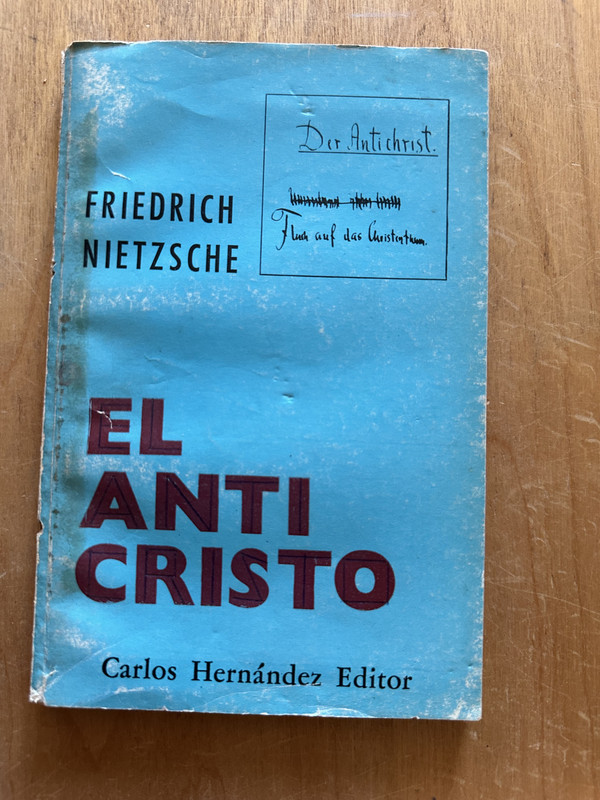 Der Antichrist.
Fluch auf das Christenthum.
FRIEDRICH
NIETZSCHE
EL
ANTI
CRISTO
Carlos Hernández Editor